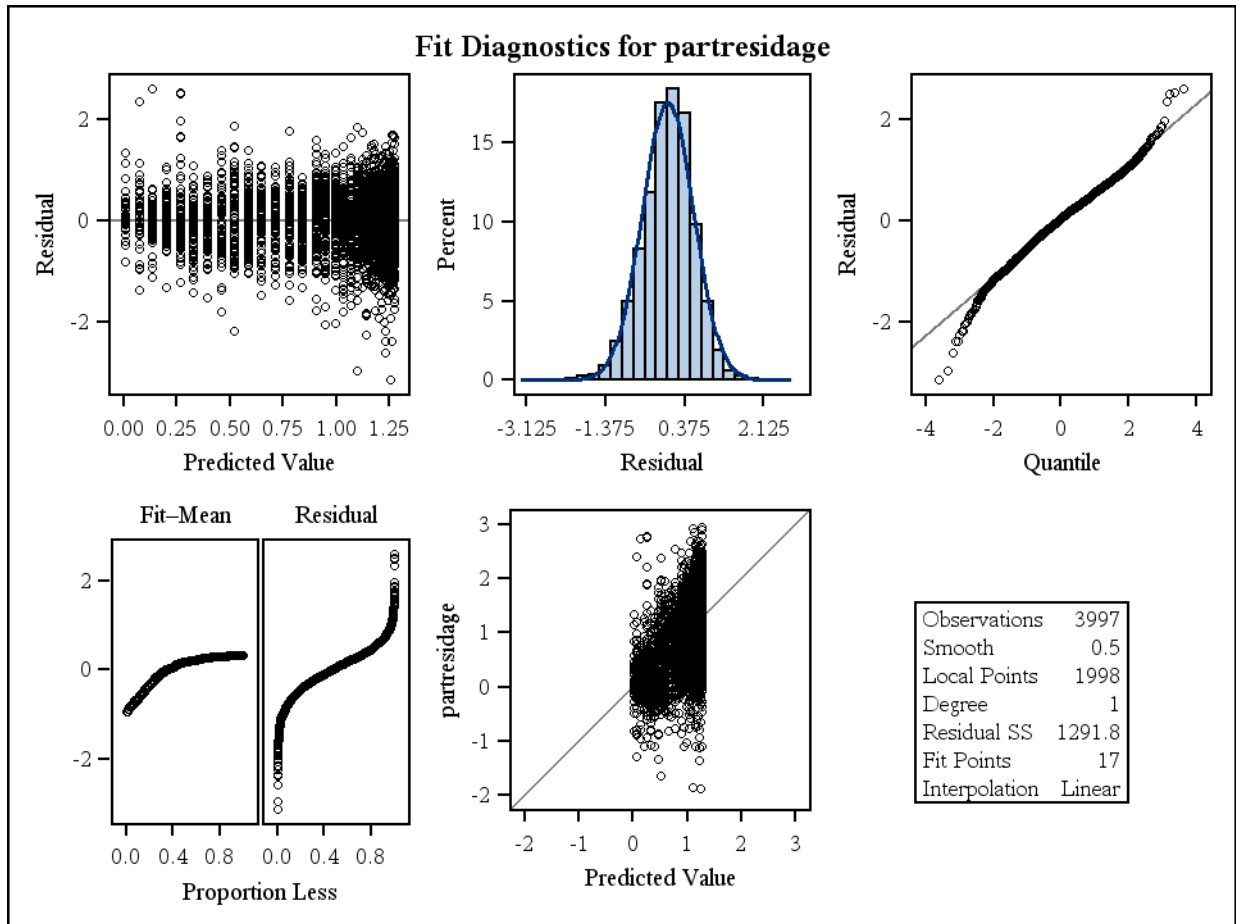 Fit Diagnostics for partresidage
Residual
2
0
-2
0.00 0.25 0.50 0.75 1.00 1.25
Predicted Value
Percent
15
10
5
0
-3.125 -1.375 0.375 2.125
Residual
Residual
2
0
-2
-4 -2 0 2 4
Quantile
Fit–Mean Residual
2
0
-2
0.0 0.4 0.8 0.0 0.4 0.8
Proportion Less
partresidage
3
2
1
0
-1
-2
-2 -1 0 1 2 3
Predicted Value
Observations 3997
Smooth 0.5
Local Points 1998
Degree 1
Residual SS 1291.8
Fit Points 17
Interpolation Linear